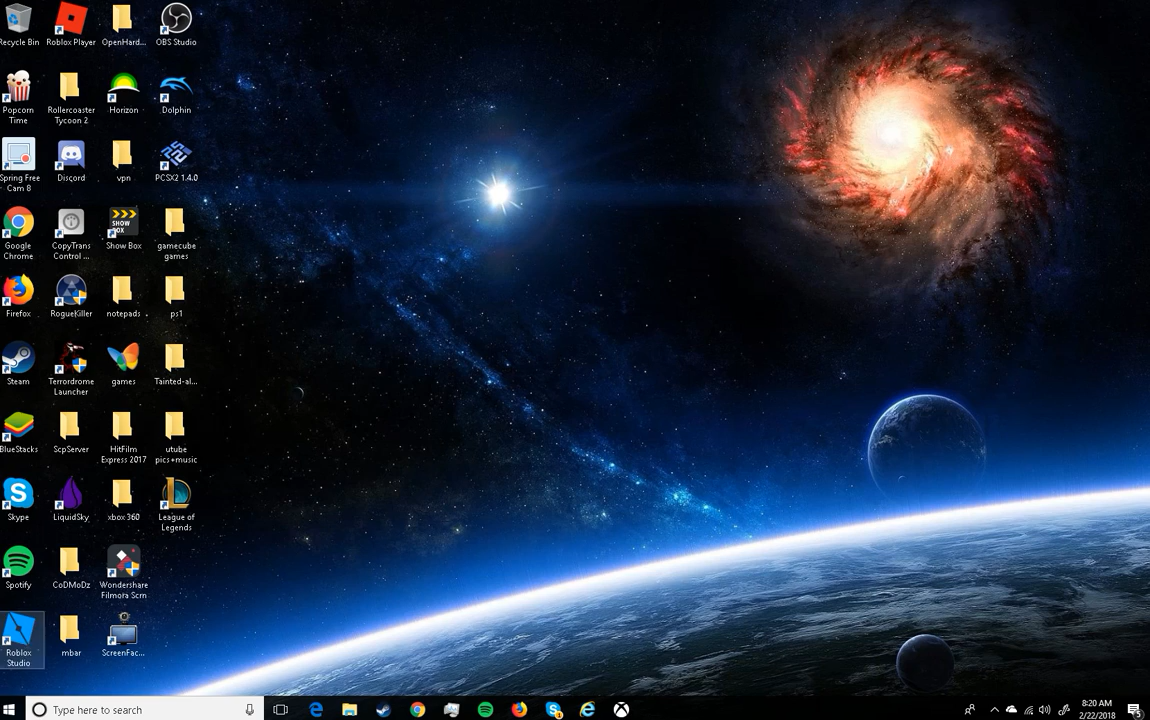 Recycle Bin
Roblox Player
OpenHard...
OBS Studio
Popcorn
Time
Rollercoaster
Tycoon 2
Horizon
Dolphin
Spring Free
Cam 8
Discord
vpn
PCSX2 1.4.0
Google
Chrome
CopyTrans
Control ...
SHOW
BOX
Show Box
gamecube
games
Firefox
RogueKiller
notepads
ps1
Steam
Terrordrome
Launcher
games
Tainted-al...
BlueStacks
ScpServer
HitFilm
Express 2017
utube
pics+music
Skype
LiquidSky
xbox 360
League of
Legends
Spotify
CoDMoDz
Wondershare
Filmora Scrn
Roblox
Studio
mbar
ScreenFac...
Type here to search
8:20 AM
2/22/2018
5